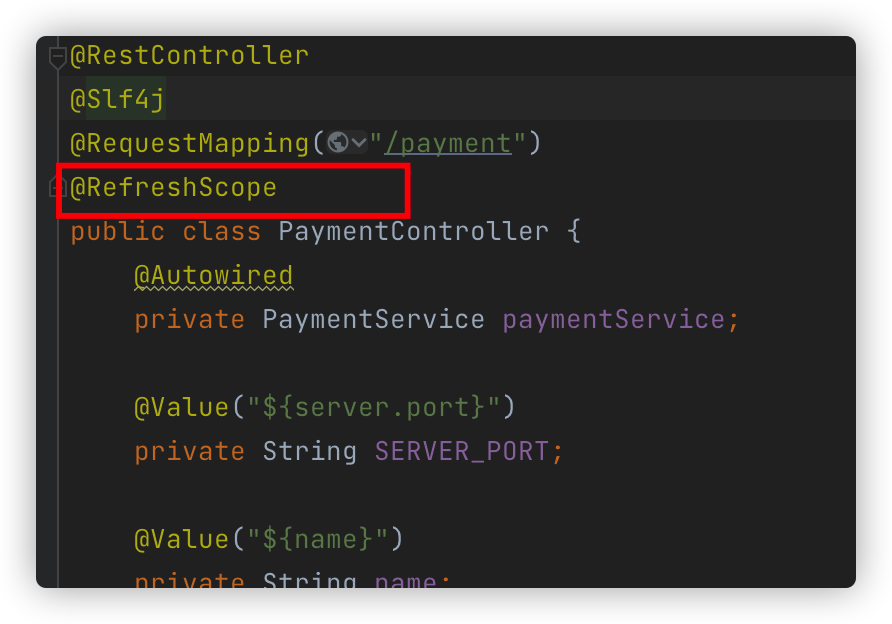 @RestController
@Slf4j
@RequestMapping("/payment")
@RefreshScope
public class PaymentController {
@Autowired
private PaymentService paymentService;
@Value("${server.port}")
private String SERVER_PORT;
@Value("${name}")
private String name;